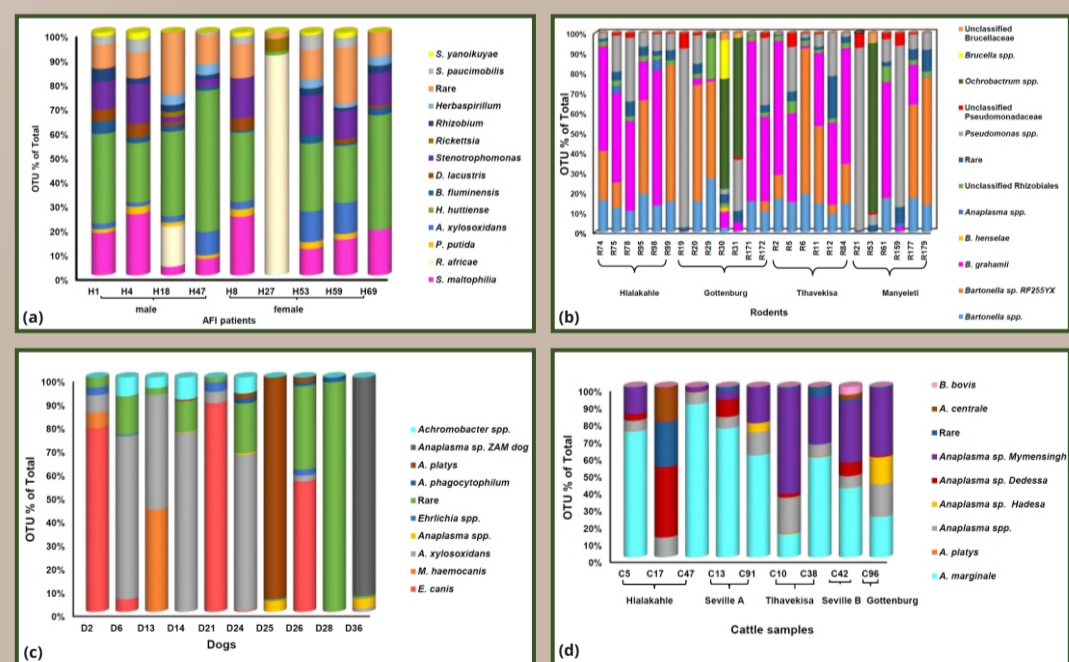 100%
90%
80%
70%
60%
50%
40%
30%
20%
10%
0%
OTU % of Total
H1 H4 H18 H47 H8 H27 H53 H59 H69
male female
AFI patients
(a)
S. yanoikuyae
S. paucimobilis
Rare
Herbaspirillum
Rhizobium
Rickettsia
Stenotrophomonas
D. lacustris
B. fluminensis
H. huttiense
A. xylosoxidans
P. putida
R. africae
S. maltophilia
100%
90%
80%
70%
60%
50%
40%
30%
20%
10%
0%
OTU % of Total
R74 R75 R78 R95 R98 R99 R19 R20 R29 R30 R31 R171 R172 R2 R5 R6 R11 R12 R84 R21 R53 R61 R159 R177 R179
Hlalakahle Gottenburg Tlhavekisa Manyeleti
Rodents
(b)
Unclassified
Brucellaceae
Brucella spp.
Ochrobactrum spp.
Unclassified
Pseudomonadaceae
Pseudomonas spp.
Rare
Unclassified Rhizobiales
Anaplasma spp.
B. henselae
B. grahamii
Bartonella sp. RF255YX
Bartonella spp.
100%
90%
80%
70%
60%
50%
40%
30%
20%
10%
0%
OTU % of Total
D2 D6 D13 D14 D21 D24 D25 D26 D28 D36
Dogs
(c)
Achromobacter spp.
Anaplasma sp. ZAM dog
A. platys
A. phagocytophilum
Rare
Ehrlichia spp.
Anaplasma spp.
A. xylosoxidans
M. haemocanis
E. canis
100%
90%
80%
70%
60%
50%
40%
30%
20%
10%
0%
OTU % of Total
C5 C17 C47 C13 C91 C10 C38 C42 C96
Hlalakahle Seville A Tlhavekisa Seville B Gottenburg
Cattle samples
(d)
B. bovis
A. centrale
Rare
Anaplasma sp. Mymensingh
Anaplasma sp. Dedessa
Anaplasma sp. Hadesa
Anaplasma spp.
A. platys
A. marginale